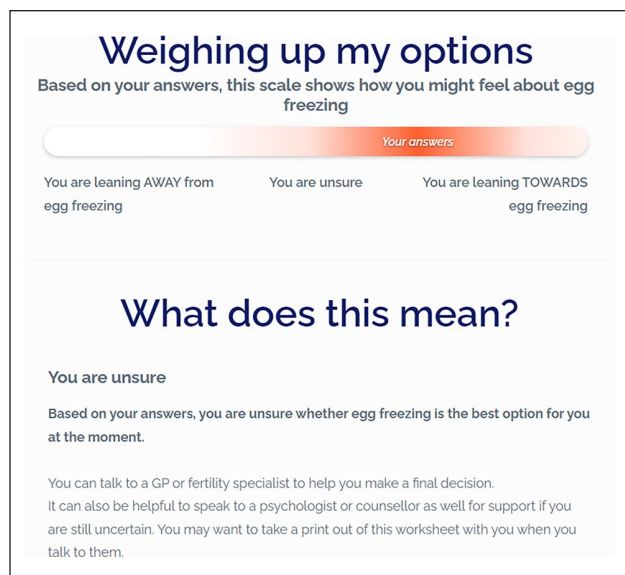 Weighing up my options
Based on your answers, this scale shows how you might feel about egg
freezing
Your answers
You are leaning AWAY from
egg freezing
You are unsure
You are leaning TOWARDS
egg freezing
What does this mean?
You are unsure
Based on your answers, you are unsure whether egg freezing is the best option for you
at the moment.
You can talk to a GP or fertility specialist to help you make a final decision.
It can also be helpful to speak to a psychologist or counsellor as well for support if you
are still uncertain. You may want to take a print out of this worksheet with you when you
talk to them.